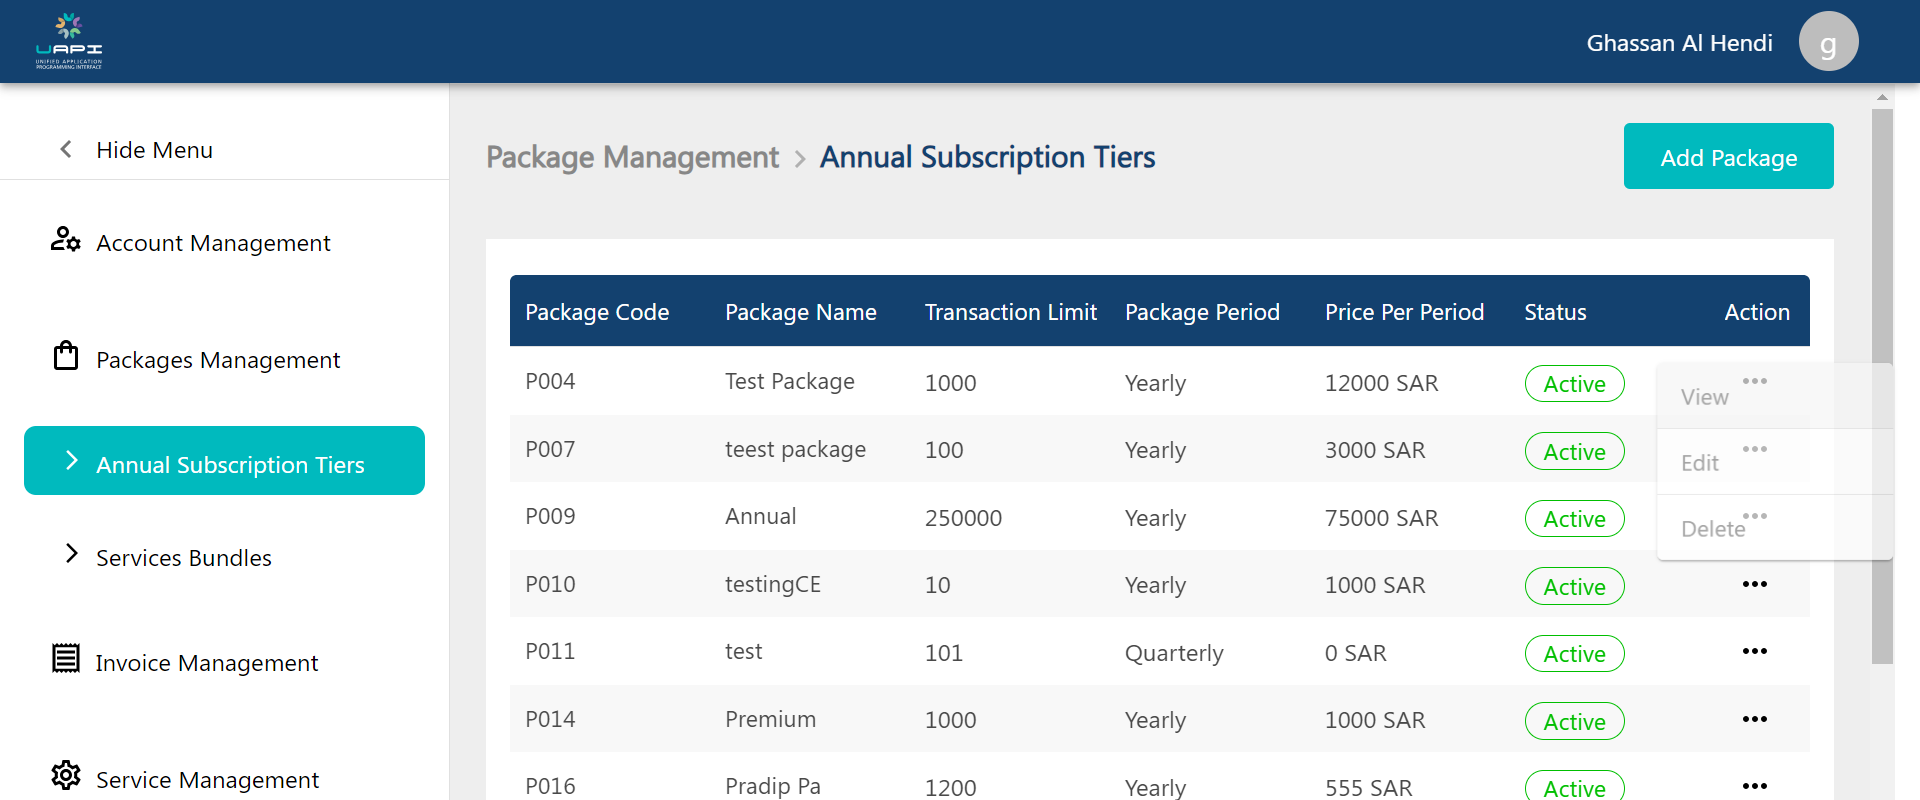 UAPI
UNIFIED APPLICATION
PROGRAMMING INTERFACE
Ghassan Al Hendi
g
Hide Menu
Account Management
Packages Management
Annual Subscription Tiers
Services Bundles
Invoice Management
Service Management
Package Management > Annual Subscription Tiers
Add Package
Package Code Package Name Transaction Limit Package Period Price Per Period Status Action
P004 Test Package 1000 Yearly 12000 SAR Active
P007 teest package 100 Yearly 3000 SAR Active
P009 Annual 250000 Yearly 75000 SAR Active
P010 testingCE 10 Yearly 1000 SAR Active
P011 test 101 Quarterly 0 SAR Active
P014 Premium 1000 Yearly 1000 SAR Active
P016 Pradip Pa 1200 Yearly 555 SAR Active
View
Edit
Delete